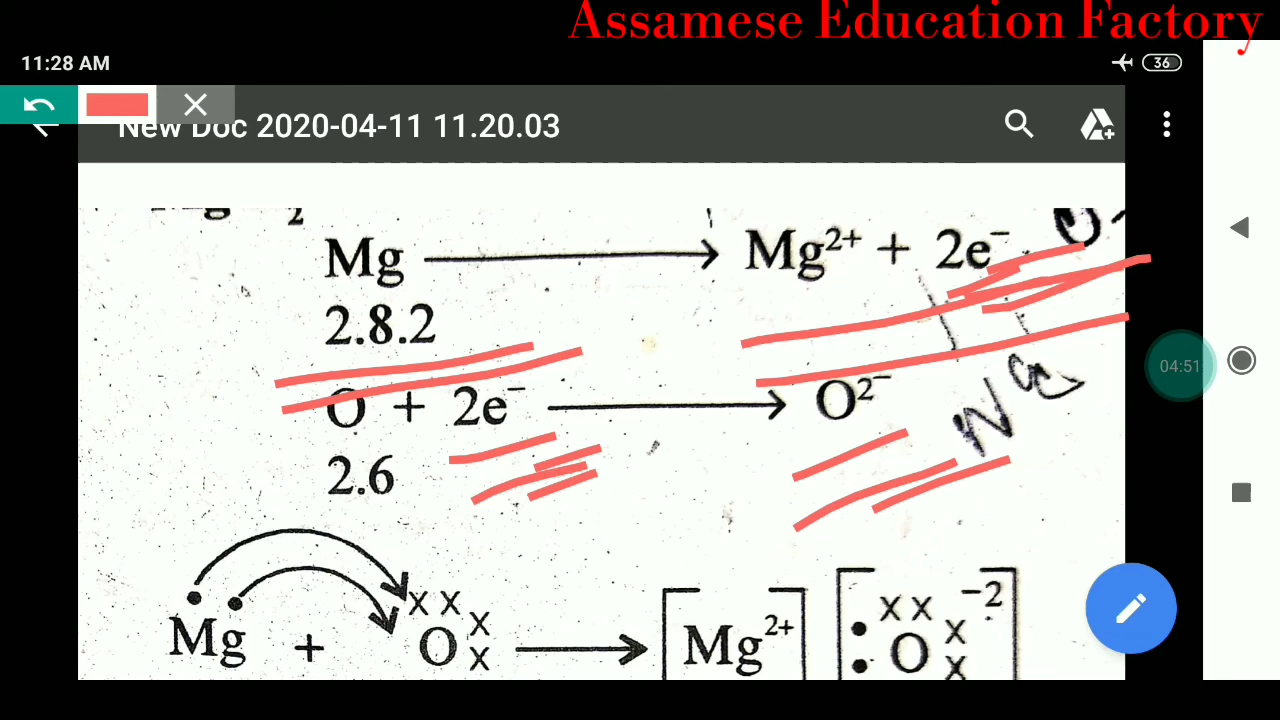 Assamese Education Factory
11:28 AM
36
New Doc 2020-04-11 11.20.03
Mg ⟶ Mg²⁺ + 2e⁻
2.8.2
04:51
O + 2e⁻ ⟶ O²⁻
2.6
Mg + O ⟶ [Mg²⁺] [O]⁻²